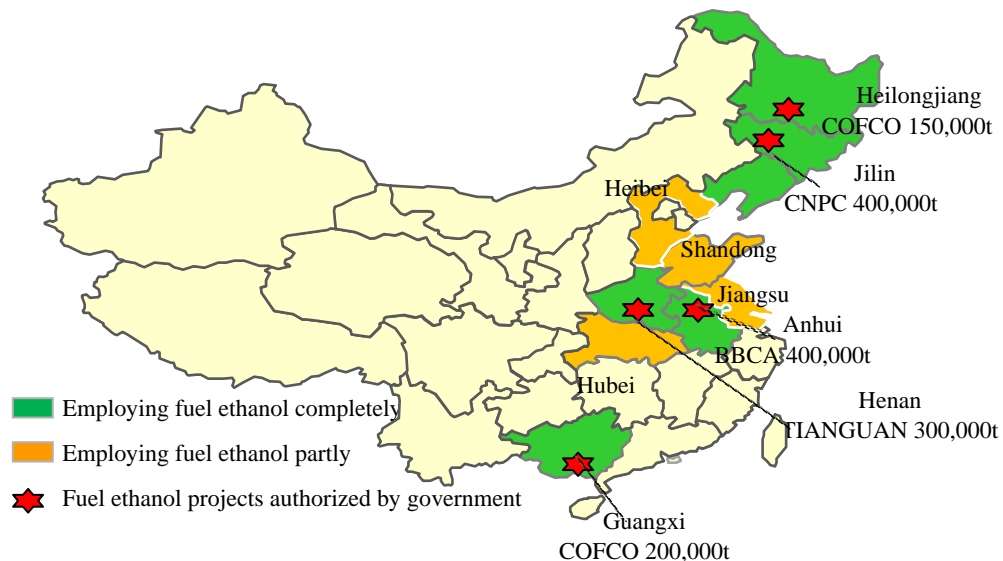 Heilongjiang
COFCO 150,000t
Jilin
CNPC 400,000t
Heibei
Shandong
Jiangsu
Anhui
BBCA 400,000t
Hubei
Henan
TIANGUAN 300,000t
Employing fuel ethanol completely
Employing fuel ethanol partly
Fuel ethanol projects authorized by government
Guangxi
COFCO 200,000t